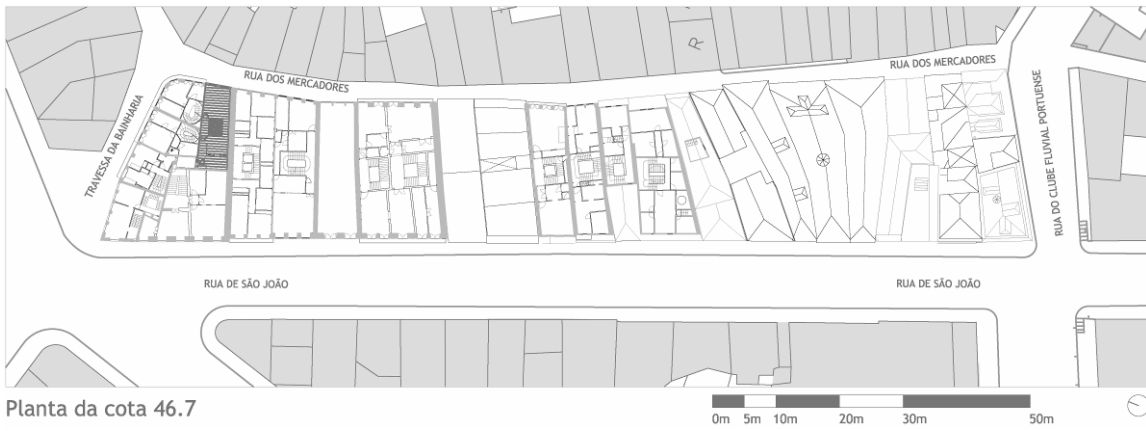 R
RUA DOS MERCADORES
RUA DOS MERCADORES
TRAVESSA DA BAINHARIA
RUA DO CLUBE FLUVIAL PORTUENSE
RUA DE SÃO JOÃO
RUA DE SÃO JOÃO
Planta da cota 46.7
0m 5m 10m 20m 30m 50m